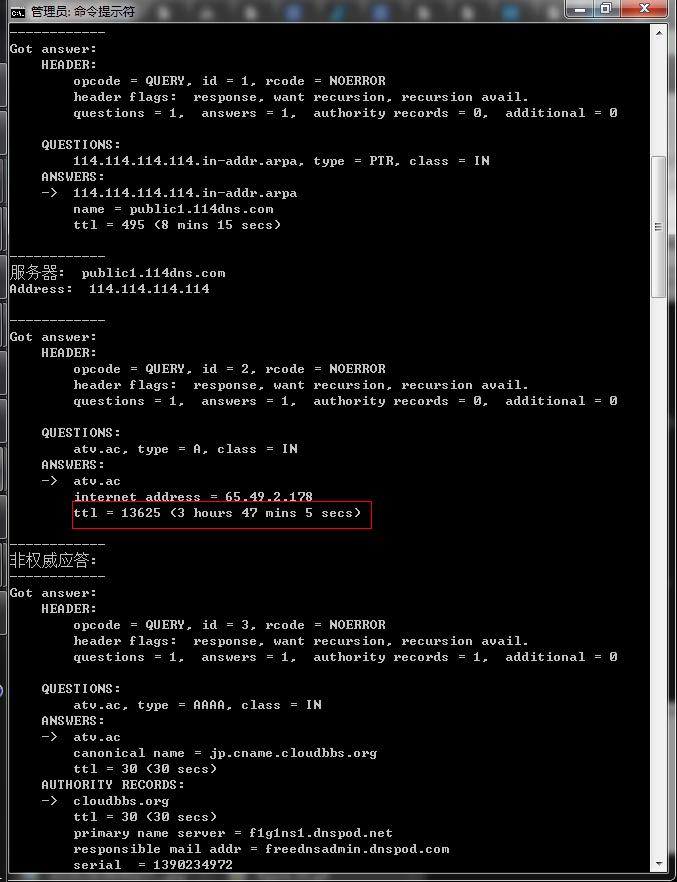 管理员: 命令提示符
------------
Got answer:
    HEADER:
        opcode = QUERY, id = 1, rcode = NOERROR
        header flags:  response, want recursion, recursion avail.
        questions = 1,  answers = 1,  authority records = 0,  additional = 0

    QUESTIONS:
        114.114.114.114.in-addr.arpa, type = PTR, class = IN
    ANSWERS:
    ->  114.114.114.114.in-addr.arpa
        name = public1.114dns.com
        ttl = 495 (8 mins 15 secs)

------------
服务器:  public1.114dns.com
Address:  114.114.114.114

------------
Got answer:
    HEADER:
        opcode = QUERY, id = 2, rcode = NOERROR
        header flags:  response, want recursion, recursion avail.
        questions = 1,  answers = 1,  authority records = 0,  additional = 0

    QUESTIONS:
        atv.ac, type = A, class = IN
    ANSWERS:
    ->  atv.ac
        internet address = 65.49.2.178
        ttl = 13625 (3 hours 47 mins 5 secs)

------------
非权威应答:
------------
Got answer:
    HEADER:
        opcode = QUERY, id = 3, rcode = NOERROR
        header flags:  response, want recursion, recursion avail.
        questions = 1,  answers = 1,  authority records = 1,  additional = 0

    QUESTIONS:
        atv.ac, type = AAAA, class = IN
    ANSWERS:
    ->  atv.ac
        canonical name = jp.cname.cloudbbs.org
        ttl = 30 (30 secs)
    AUTHORITY RECORDS:
    ->  cloudbbs.org
        ttl = 30 (30 secs)
        primary name server = f1g1ns1.dnspod.net
        responsible mail addr = freednsadmin.dnspod.com
        serial  = 1390234972